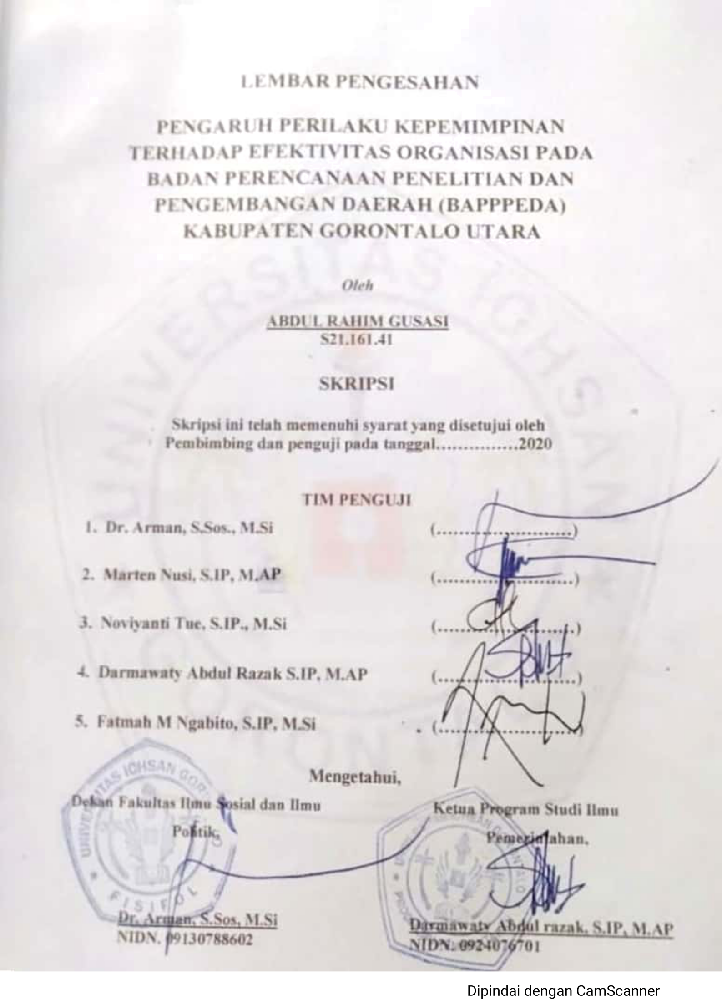 LEMBAR PENGESAHAN
PENGARUH PERILAKU KEPEMIMPINAN
TERHADAP EFEKTIVITAS ORGANISASI PADA
BADAN PERENCANAAN PENELITIAN DAN
PENGEMBANGAN DAERAH (BAPPPEDA)
KABUPATEN GORONTALO UTARA
Oleh
ABDUL RAHIM GUSASI
S21.161.41
SKRIPSI
Skripsi ini telah memenuhi syarat yang disetujui oleh
Pembimbing dan penguji pada tanggal...............2020
TIM PENGUJI
1. Dr. Arman, S.Sos., M.Si (........................)
2. Marten Nusi, S.IP, M.AP (........................)
3. Noviyanti Tue, S.IP., M.Si (........................)
4. Darmawaty Abdul Razak S.IP, M.AP (........................)
5. Fatmah M Ngabito, S.IP, M.Si (........................)
Mengetahui,
Dekan Fakultas Ilmu Sosial dan Ilmu
Politik,
Ketua Program Studi Ilmu
Pemerintahan,
UNIVERSITAS ICHSAN
FISIPOL
Dr. Arman, S.Sos, M.Si
NIDN. 09130788602
Darmawaty Abdul razak, S.IP, M.AP
NIDN. 0924076701
Dipindai dengan CamScanner